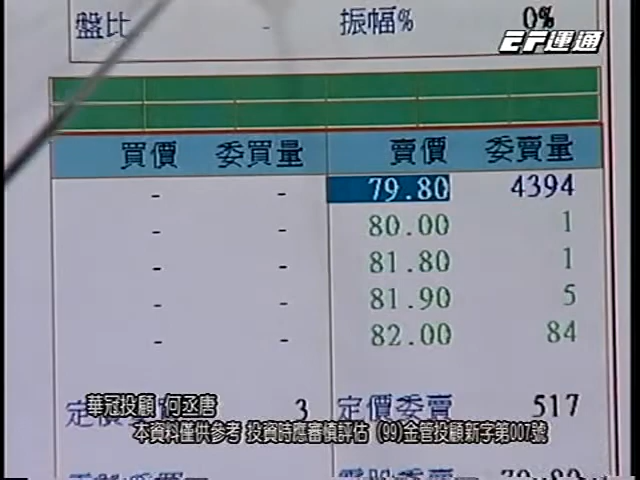 盤比 - 振幅% 0%
EF運通
買價 委買量 賣價 委賣量
- - 79.80 4394
- - 80.00 1
- - 81.80 1
- - 81.90 5
- - 82.00 84
定價 3 定價委賣 517
華冠投顧 何丞唐
本資料僅供參考 投資時應審慎評估 (99)金管投顧新字第007號